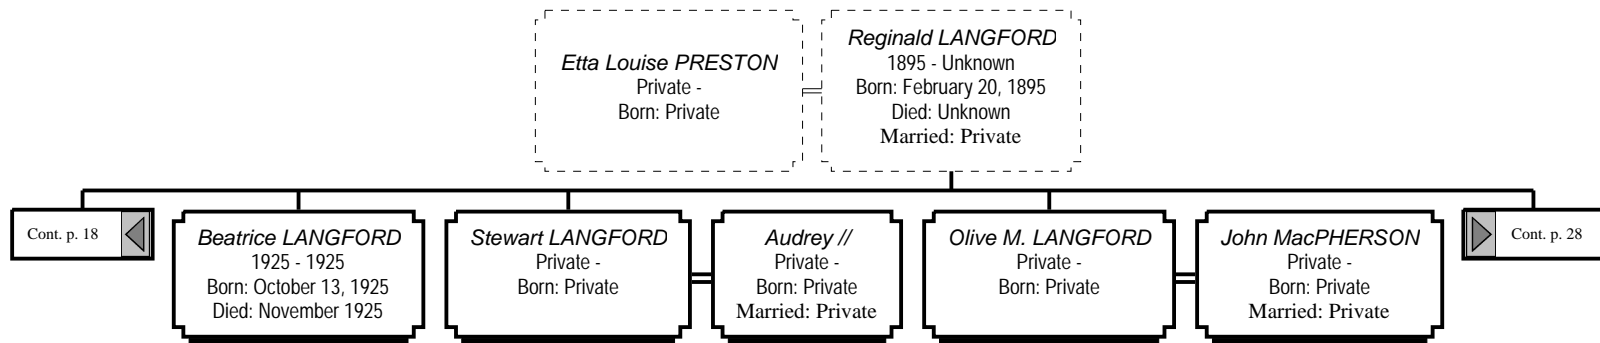 Etta Louise PRESTON
Private -
Born: Private
Reginald LANGFORD
1895 - Unknown
Born: February 20, 1895
Died: Unknown
Married: Private
Cont. p. 18
Beatrice LANGFORD
1925 - 1925
Born: October 13, 1925
Died: November 1925
Stewart LANGFORD
Private -
Born: Private
Audrey //
Private -
Born: Private
Married: Private
Olive M. LANGFORD
Private -
Born: Private
John MacPHERSON
Private -
Born: Private
Married: Private
Cont. p. 28